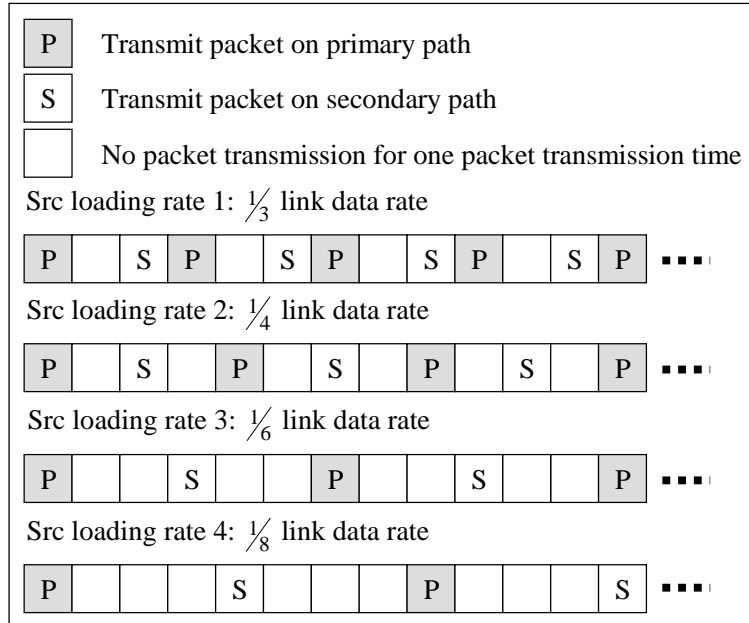 P Transmit packet on primary path
S Transmit packet on secondary path
No packet transmission for one packet transmission time
Src loading rate 1: 1/3 link data rate
P S P S P S P S P
Src loading rate 2: 1/4 link data rate
P S P S P S P
Src loading rate 3: 1/6 link data rate
P S P S P
Src loading rate 4: 1/8 link data rate
P S P S